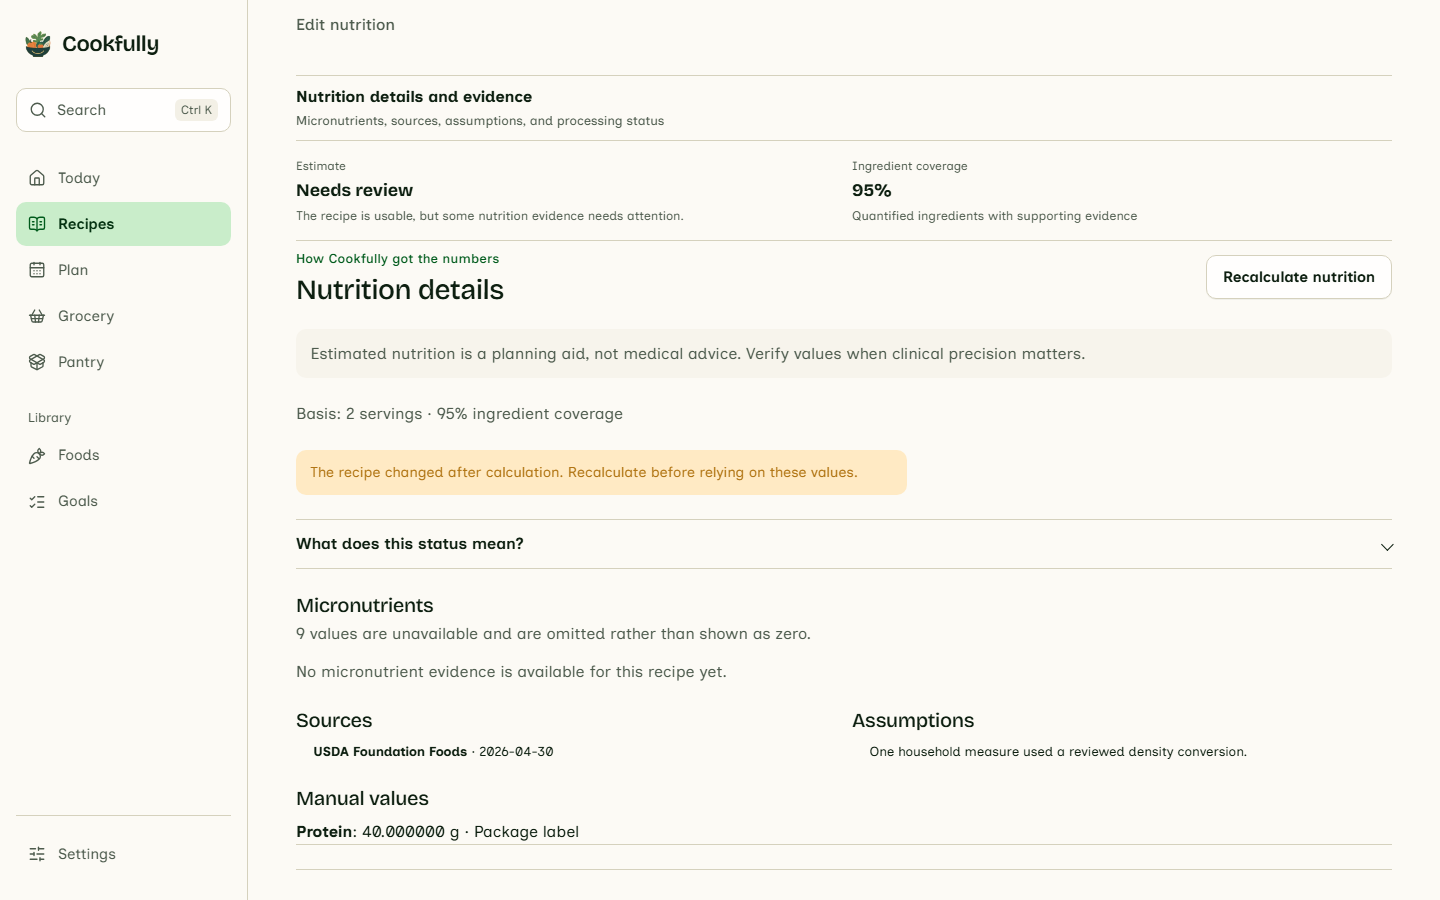 Cookfully
Search
Ctrl K
Today
Recipes
Plan
Grocery
Pantry
Library
Foods
Goals
Settings
Edit nutrition
Nutrition details and evidence
Micronutrients, sources, assumptions, and processing status
Estimate
Needs review
The recipe is usable, but some nutrition evidence needs attention.
Ingredient coverage
95%
Quantified ingredients with supporting evidence
How Cookfully got the numbers
Nutrition details
Recalculate nutrition
Estimated nutrition is a planning aid, not medical advice. Verify values when clinical precision matters.
Basis: 2 servings · 95% ingredient coverage
The recipe changed after calculation. Recalculate before relying on these values.
What does this status mean?
Micronutrients
9 values are unavailable and are omitted rather than shown as zero.
No micronutrient evidence is available for this recipe yet.
Sources
USDA Foundation Foods · 2026-04-30
Assumptions
One household measure used a reviewed density conversion.
Manual values
Protein: 40.000000 g · Package label